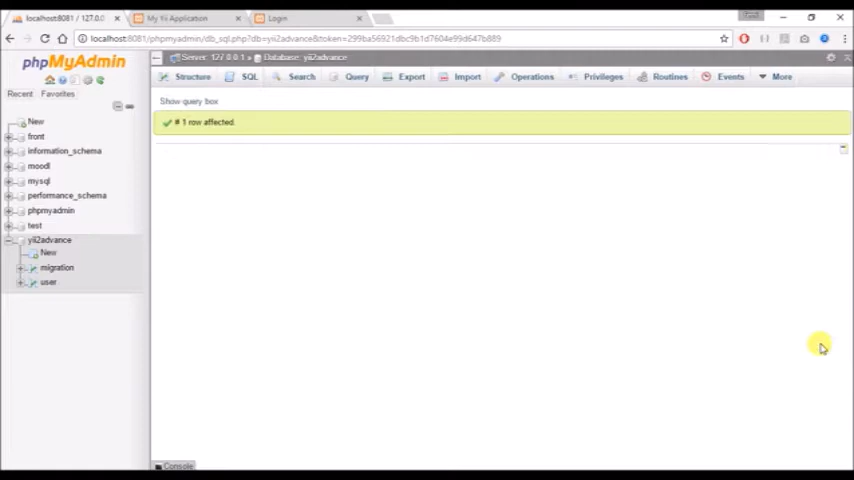 localhost:8081 / 127.0.0
My Yii Application
Login
localhost:8081/phpmyadmin/db_sql.php?db=yii2advance&token=299ba56921dbc9b1d7604e99d647b889
phpMyAdmin
Server: 127.0.0.1 » Database: yii2advance
Structure SQL Search Query Export Import Operations Privileges Routines Events More
Recent Favorites
Show query box
# 1 row affected.
New
front
information_schema
moodl
mysql
performance_schema
phpmyadmin
test
yii2advance
New
migration
user
Console